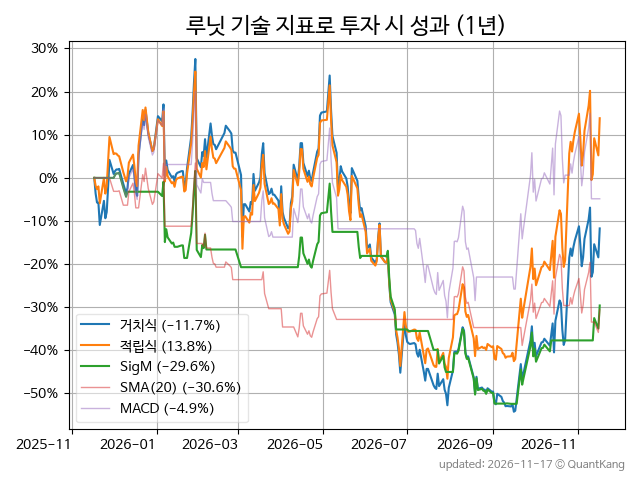 루닛 기술 지표로 투자 시 성과 (1년)
30%
20%
10%
0%
−10%
−20%
−30%
−40%
−50%
거치식 (−11.7%)
적립식 (13.8%)
SigM (−29.6%)
SMA(20) (−30.6%)
MACD (−4.9%)
2025-11 2026-01 2026-03 2026-05 2026-07 2026-09 2026-11
updated: 2026-11-17 © QuantKang